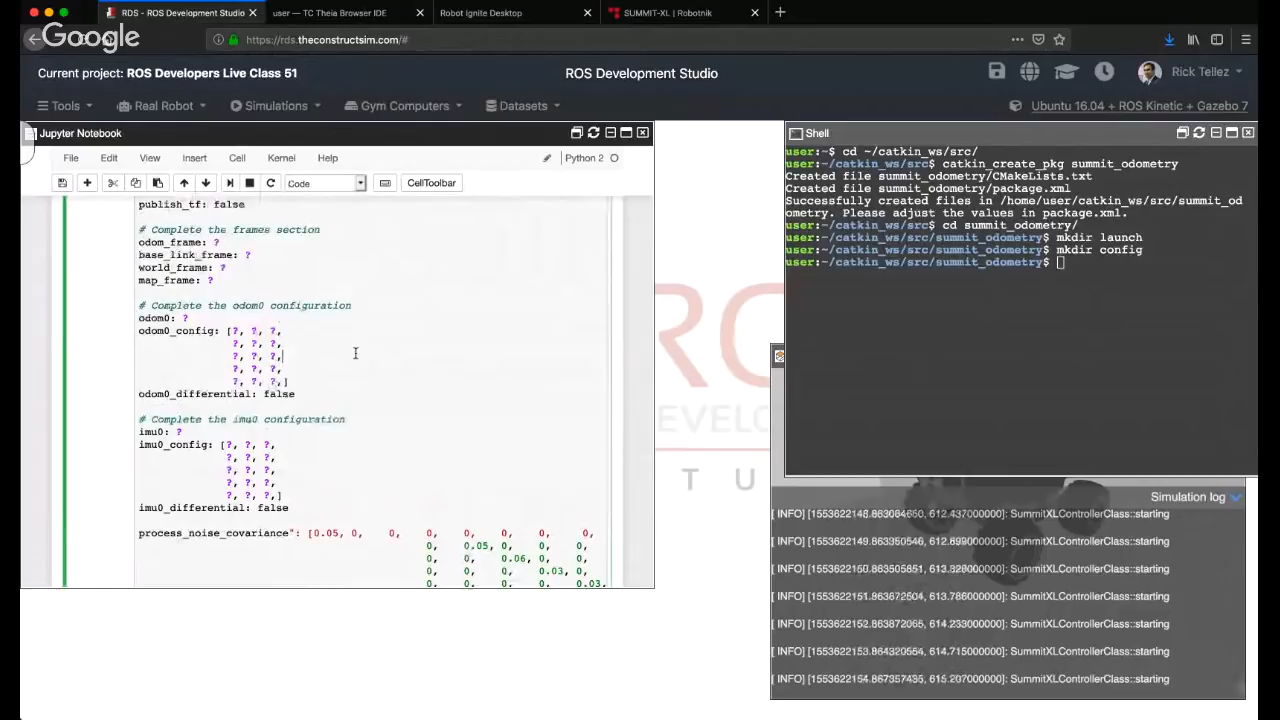 RDS - ROS Development Studio
user — TC Theia Browser IDE
Robot Ignite Desktop
SUMMIT-XL | Robotnik
Google
https://rds.theconstructsim.com/#
Current project: ROS Developers Live Class 51
ROS Development Studio
Rick Tellez
Tools
Real Robot
Simulations
Gym Computers
Datasets
Ubuntu 16.04 + ROS Kinetic + Gazebo 7
Jupyter Notebook
File Edit View Insert Cell Kernel Help
Python 2
Code
CellToolbar
publish_tf: false
# Complete the frames section
odom_frame: ?
base_link_frame: ?
world_frame: ?
map_frame: ?
# Complete the odom0 configuration
odom0: ?
odom0_config: [?, ?, ?,
?, ?, ?,
?, ?, ?,
?, ?, ?,
?, ?, ?,]
odom0_differential: false
# Complete the imu0 configuration
imu0: ?
imu0_config: [?, ?, ?,
?, ?, ?,
?, ?, ?,
?, ?, ?,
?, ?, ?,]
imu0_differential: false
process_noise_covariance": [0.05, 0, 0, 0, 0, 0, 0, 0,
0, 0.05, 0, 0, 0,
0, 0, 0.06, 0, 0,
0, 0, 0, 0.03, 0,
0, 0, 0, 0, 0.03,
Shell
user:~$ cd ~/catkin_ws/src/
user:~/catkin_ws/src$ catkin_create_pkg summit_odometry
Created file summit_odometry/CMakeLists.txt
Created file summit_odometry/package.xml
Successfully created files in /home/user/catkin_ws/src/summit_od
ometry. Please adjust the values in package.xml.
user:~/catkin_ws/src$ cd summit_odometry/
user:~/catkin_ws/src/summit_odometry$ mkdir launch
user:~/catkin_ws/src/summit_odometry$ mkdir config
user:~/catkin_ws/src/summit_odometry$
RO
DEVELO
T U
Simulation log
[ INFO] [1553622148.863064650, 612.437000000]: SummitXLControllerClass::starting
[ INFO] [1553622149.863350546, 612.899000000]: SummitXLControllerClass::starting
[ INFO] [1553622150.863505851, 613.328000000]: SummitXLControllerClass::starting
[ INFO] [1553622151.863672504, 613.786000000]: SummitXLControllerClass::starting
[ INFO] [1553622152.863872065, 614.233000000]: SummitXLControllerClass::starting
[ INFO] [1553622153.864320554, 614.715000000]: SummitXLControllerClass::starting
[ INFO] [1553622154.867357435, 615.207000000]: SummitXLControllerClass::starting